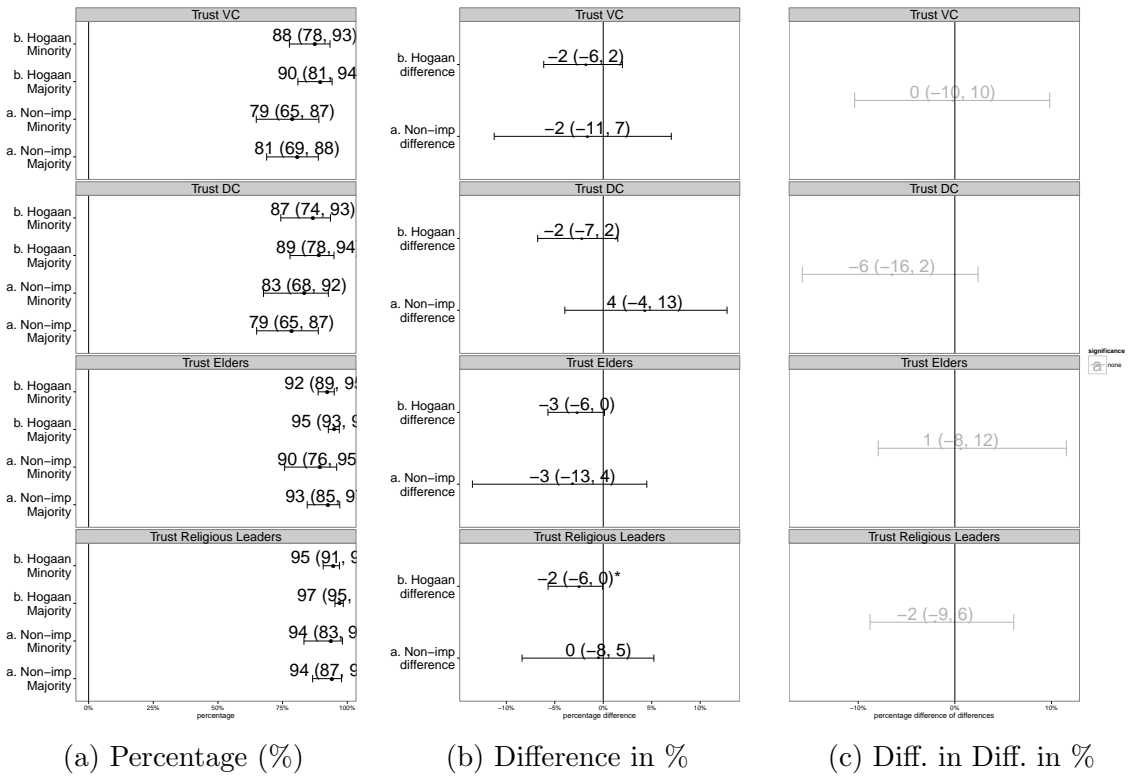 Trust VC
b. Hogaan
Minority
88 (78, 93)
b. Hogaan
Majority
90 (81, 94
a. Non−imp
Minority
79 (65, 87)
a. Non−imp
Majority
81 (69, 88)
Trust DC
b. Hogaan
Minority
87 (74, 93)
b. Hogaan
Majority
89 (78, 94
a. Non−imp
Minority
83 (68, 92)
a. Non−imp
Majority
79 (65, 87)
Trust Elders
b. Hogaan
Minority
92 (89, 95
b. Hogaan
Majority
95 (93, 9
a. Non−imp
Minority
90 (76, 95
a. Non−imp
Majority
93 (85, 97
Trust Religious Leaders
b. Hogaan
Minority
95 (91, 9
b. Hogaan
Majority
97 (95,
a. Non−imp
Minority
94 (83, 9
a. Non−imp
Majority
94 (87, 9
0% 25% 50% 75% 100%
percentage
(a) Percentage (%)
Trust VC
b. Hogaan
difference
−2 (−6, 2)
a. Non−imp
difference
−2 (−11, 7)
Trust DC
b. Hogaan
difference
−2 (−7, 2)
a. Non−imp
difference
4 (−4, 13)
Trust Elders
b. Hogaan
difference
−3 (−6, 0)
a. Non−imp
difference
−3 (−13, 4)
Trust Religious Leaders
b. Hogaan
difference
−2 (−6, 0)*
a. Non−imp
difference
0 (−8, 5)
−10% −5% 0% 5% 10%
percentage difference
(b) Difference in %
Trust VC
0 (−10, 10)
Trust DC
−6 (−16, 2)
Trust Elders
1 (−8, 12)
Trust Religious Leaders
−2 (−9, 6)
−10% 0% 10%
percentage difference of differences
(c) Diff. in Diff. in %
significance
a none